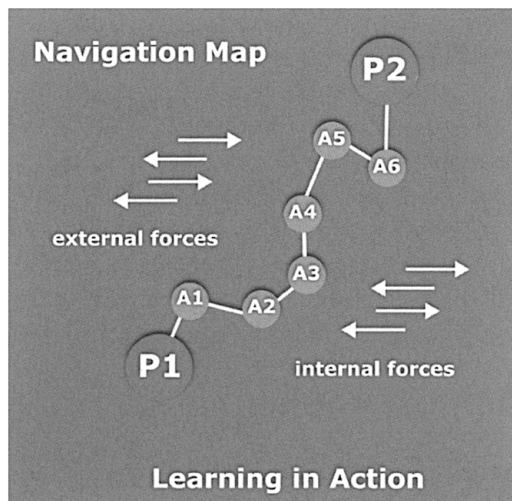 Navigation Map
P2
A5
A6
external forces
A4
A3
A1
A2
P1
internal forces
Learning in Action